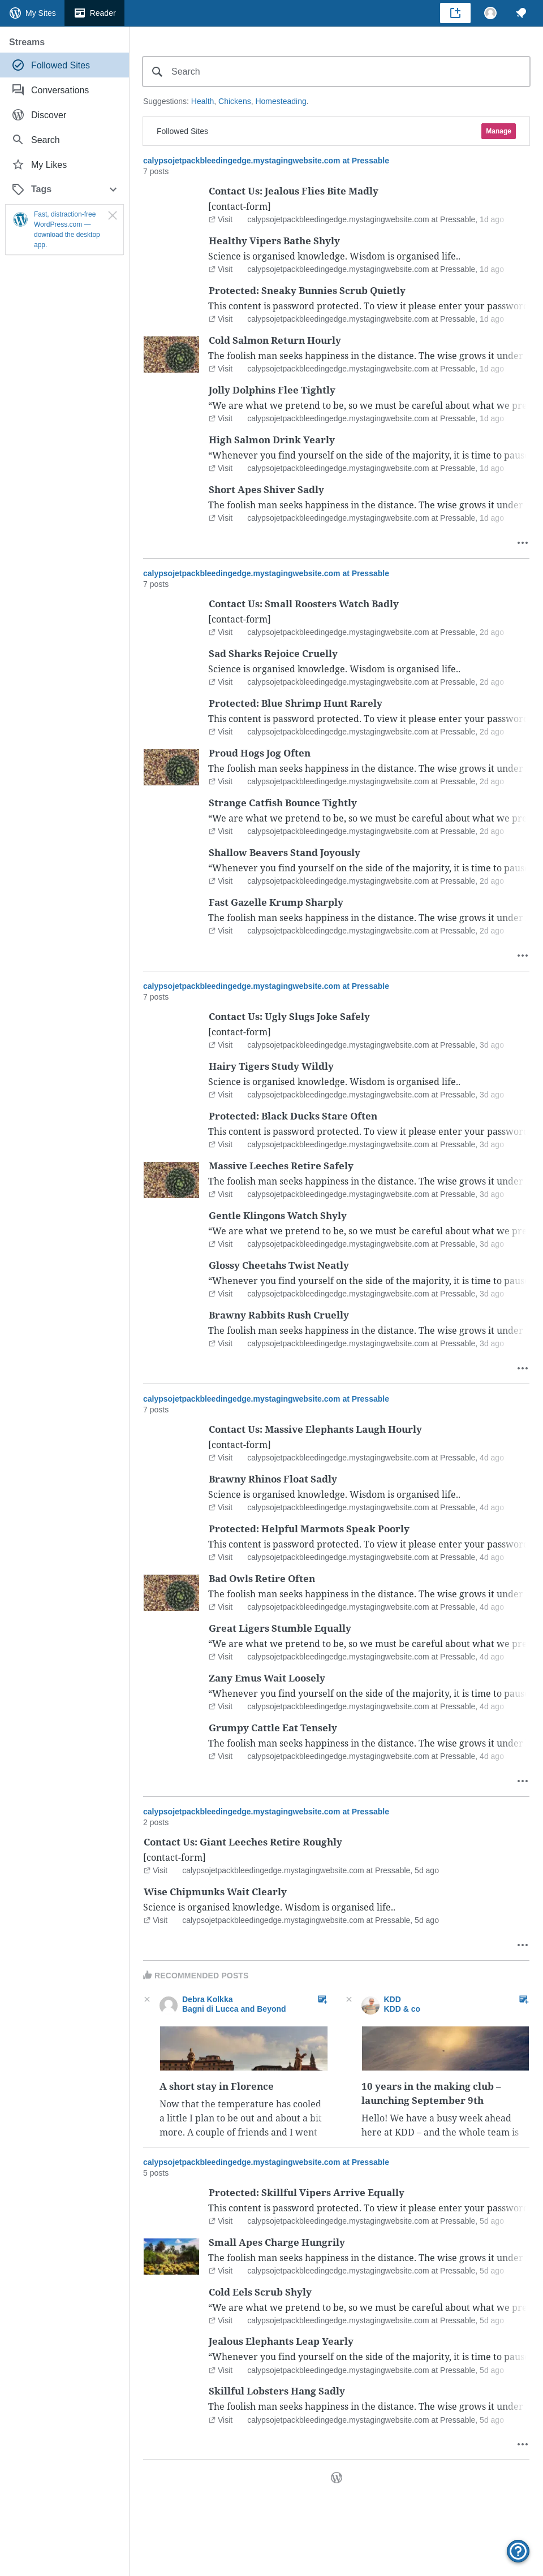 My Sites
Reader
Streams
Followed Sites
Conversations
Discover
Search
My Likes
Tags
Fast, distraction-free
WordPress.com —
download the desktop
app.
Search
Suggestions: Health, Chickens, Homesteading.
Followed Sites
Manage
calypsojetpackbleedingedge.mystagingwebsite.com at Pressable
7 posts
Contact Us: Jealous Flies Bite Madly
[contact-form]
Visit calypsojetpackbleedingedge.mystagingwebsite.com at Pressable, 1d ago
Healthy Vipers Bathe Shyly
Science is organised knowledge. Wisdom is organised life..
Visit calypsojetpackbleedingedge.mystagingwebsite.com at Pressable, 1d ago
Protected: Sneaky Bunnies Scrub Quietly
This content is password protected. To view it please enter your password
Visit calypsojetpackbleedingedge.mystagingwebsite.com at Pressable, 1d ago
Cold Salmon Return Hourly
The foolish man seeks happiness in the distance. The wise grows it under
Visit calypsojetpackbleedingedge.mystagingwebsite.com at Pressable, 1d ago
Jolly Dolphins Flee Tightly
“We are what we pretend to be, so we must be careful about what we pre
Visit calypsojetpackbleedingedge.mystagingwebsite.com at Pressable, 1d ago
High Salmon Drink Yearly
“Whenever you find yourself on the side of the majority, it is time to paus
Visit calypsojetpackbleedingedge.mystagingwebsite.com at Pressable, 1d ago
Short Apes Shiver Sadly
The foolish man seeks happiness in the distance. The wise grows it under
Visit calypsojetpackbleedingedge.mystagingwebsite.com at Pressable, 1d ago
calypsojetpackbleedingedge.mystagingwebsite.com at Pressable
7 posts
Contact Us: Small Roosters Watch Badly
[contact-form]
Visit calypsojetpackbleedingedge.mystagingwebsite.com at Pressable, 2d ago
Sad Sharks Rejoice Cruelly
Science is organised knowledge. Wisdom is organised life..
Visit calypsojetpackbleedingedge.mystagingwebsite.com at Pressable, 2d ago
Protected: Blue Shrimp Hunt Rarely
This content is password protected. To view it please enter your password
Visit calypsojetpackbleedingedge.mystagingwebsite.com at Pressable, 2d ago
Proud Hogs Jog Often
The foolish man seeks happiness in the distance. The wise grows it under
Visit calypsojetpackbleedingedge.mystagingwebsite.com at Pressable, 2d ago
Strange Catfish Bounce Tightly
“We are what we pretend to be, so we must be careful about what we pre
Visit calypsojetpackbleedingedge.mystagingwebsite.com at Pressable, 2d ago
Shallow Beavers Stand Joyously
“Whenever you find yourself on the side of the majority, it is time to paus
Visit calypsojetpackbleedingedge.mystagingwebsite.com at Pressable, 2d ago
Fast Gazelle Krump Sharply
The foolish man seeks happiness in the distance. The wise grows it under
Visit calypsojetpackbleedingedge.mystagingwebsite.com at Pressable, 2d ago
calypsojetpackbleedingedge.mystagingwebsite.com at Pressable
7 posts
Contact Us: Ugly Slugs Joke Safely
[contact-form]
Visit calypsojetpackbleedingedge.mystagingwebsite.com at Pressable, 3d ago
Hairy Tigers Study Wildly
Science is organised knowledge. Wisdom is organised life..
Visit calypsojetpackbleedingedge.mystagingwebsite.com at Pressable, 3d ago
Protected: Black Ducks Stare Often
This content is password protected. To view it please enter your password
Visit calypsojetpackbleedingedge.mystagingwebsite.com at Pressable, 3d ago
Massive Leeches Retire Safely
The foolish man seeks happiness in the distance. The wise grows it under
Visit calypsojetpackbleedingedge.mystagingwebsite.com at Pressable, 3d ago
Gentle Klingons Watch Shyly
“We are what we pretend to be, so we must be careful about what we pre
Visit calypsojetpackbleedingedge.mystagingwebsite.com at Pressable, 3d ago
Glossy Cheetahs Twist Neatly
“Whenever you find yourself on the side of the majority, it is time to paus
Visit calypsojetpackbleedingedge.mystagingwebsite.com at Pressable, 3d ago
Brawny Rabbits Rush Cruelly
The foolish man seeks happiness in the distance. The wise grows it under
Visit calypsojetpackbleedingedge.mystagingwebsite.com at Pressable, 3d ago
calypsojetpackbleedingedge.mystagingwebsite.com at Pressable
7 posts
Contact Us: Massive Elephants Laugh Hourly
[contact-form]
Visit calypsojetpackbleedingedge.mystagingwebsite.com at Pressable, 4d ago
Brawny Rhinos Float Sadly
Science is organised knowledge. Wisdom is organised life..
Visit calypsojetpackbleedingedge.mystagingwebsite.com at Pressable, 4d ago
Protected: Helpful Marmots Speak Poorly
This content is password protected. To view it please enter your password
Visit calypsojetpackbleedingedge.mystagingwebsite.com at Pressable, 4d ago
Bad Owls Retire Often
The foolish man seeks happiness in the distance. The wise grows it under
Visit calypsojetpackbleedingedge.mystagingwebsite.com at Pressable, 4d ago
Great Ligers Stumble Equally
“We are what we pretend to be, so we must be careful about what we pre
Visit calypsojetpackbleedingedge.mystagingwebsite.com at Pressable, 4d ago
Zany Emus Wait Loosely
“Whenever you find yourself on the side of the majority, it is time to paus
Visit calypsojetpackbleedingedge.mystagingwebsite.com at Pressable, 4d ago
Grumpy Cattle Eat Tensely
The foolish man seeks happiness in the distance. The wise grows it under
Visit calypsojetpackbleedingedge.mystagingwebsite.com at Pressable, 4d ago
calypsojetpackbleedingedge.mystagingwebsite.com at Pressable
2 posts
Contact Us: Giant Leeches Retire Roughly
[contact-form]
Visit calypsojetpackbleedingedge.mystagingwebsite.com at Pressable, 5d ago
Wise Chipmunks Wait Clearly
Science is organised knowledge. Wisdom is organised life..
Visit calypsojetpackbleedingedge.mystagingwebsite.com at Pressable, 5d ago
RECOMMENDED POSTS
Debra Kolkka
Bagni di Lucca and Beyond
A short stay in Florence
Now that the temperature has cooled
a little I plan to be out and about a bit
more. A couple of friends and I went
KDD
KDD & co
10 years in the making club –
launching September 9th
Hello! We have a busy week ahead
here at KDD – and the whole team is
calypsojetpackbleedingedge.mystagingwebsite.com at Pressable
5 posts
Protected: Skillful Vipers Arrive Equally
This content is password protected. To view it please enter your password
Visit calypsojetpackbleedingedge.mystagingwebsite.com at Pressable, 5d ago
Small Apes Charge Hungrily
The foolish man seeks happiness in the distance. The wise grows it under
Visit calypsojetpackbleedingedge.mystagingwebsite.com at Pressable, 5d ago
Cold Eels Scrub Shyly
“We are what we pretend to be, so we must be careful about what we pre
Visit calypsojetpackbleedingedge.mystagingwebsite.com at Pressable, 5d ago
Jealous Elephants Leap Yearly
“Whenever you find yourself on the side of the majority, it is time to paus
Visit calypsojetpackbleedingedge.mystagingwebsite.com at Pressable, 5d ago
Skillful Lobsters Hang Sadly
The foolish man seeks happiness in the distance. The wise grows it under
Visit calypsojetpackbleedingedge.mystagingwebsite.com at Pressable, 5d ago